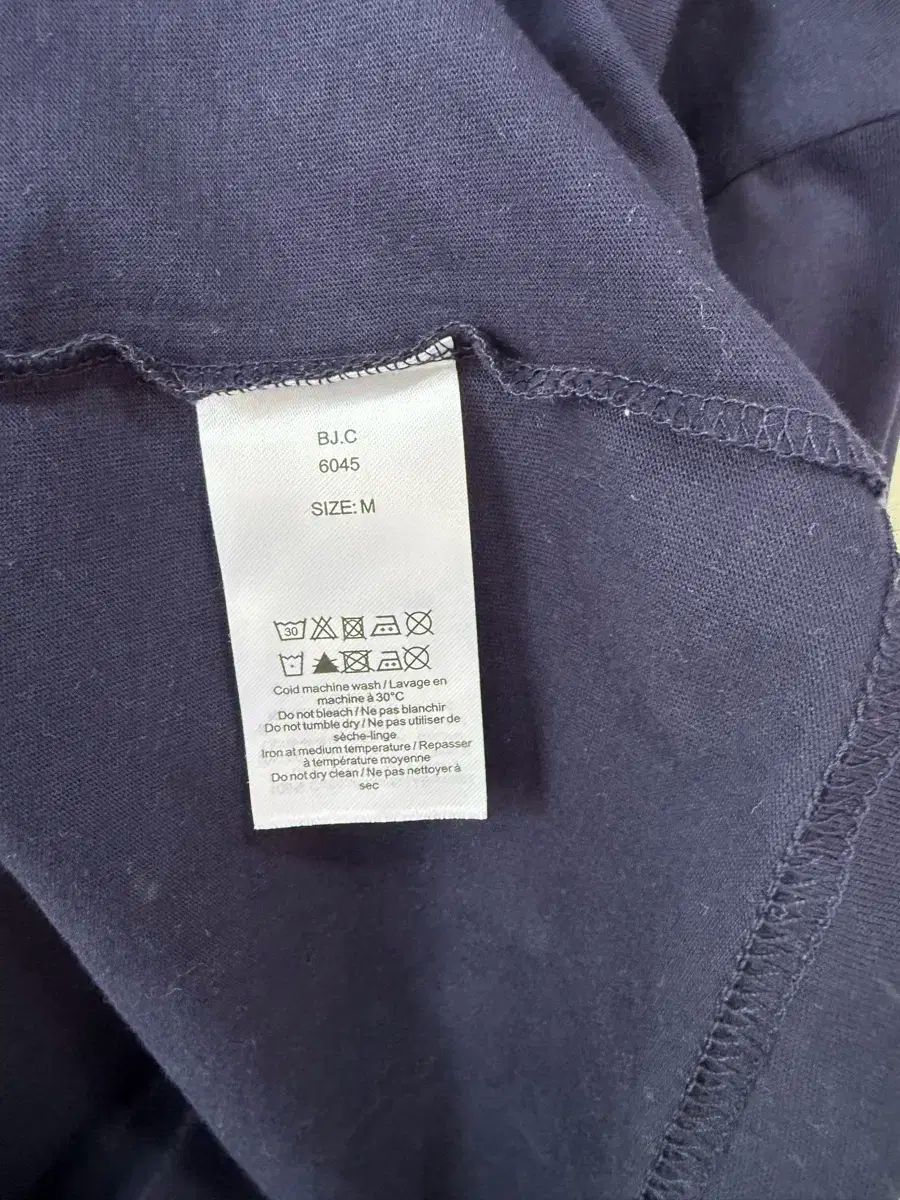 BJ.C
6045
SIZE: M
30
Cold machine wash / Lavage en
machine à 30°C
Do not bleach / Ne pas blanchir
Do not tumble dry / Ne pas utiliser de
sèche-linge
Iron at medium temperature / Repasser
à température moyenne
Do not dry clean / Ne pas nettoyer à
sec